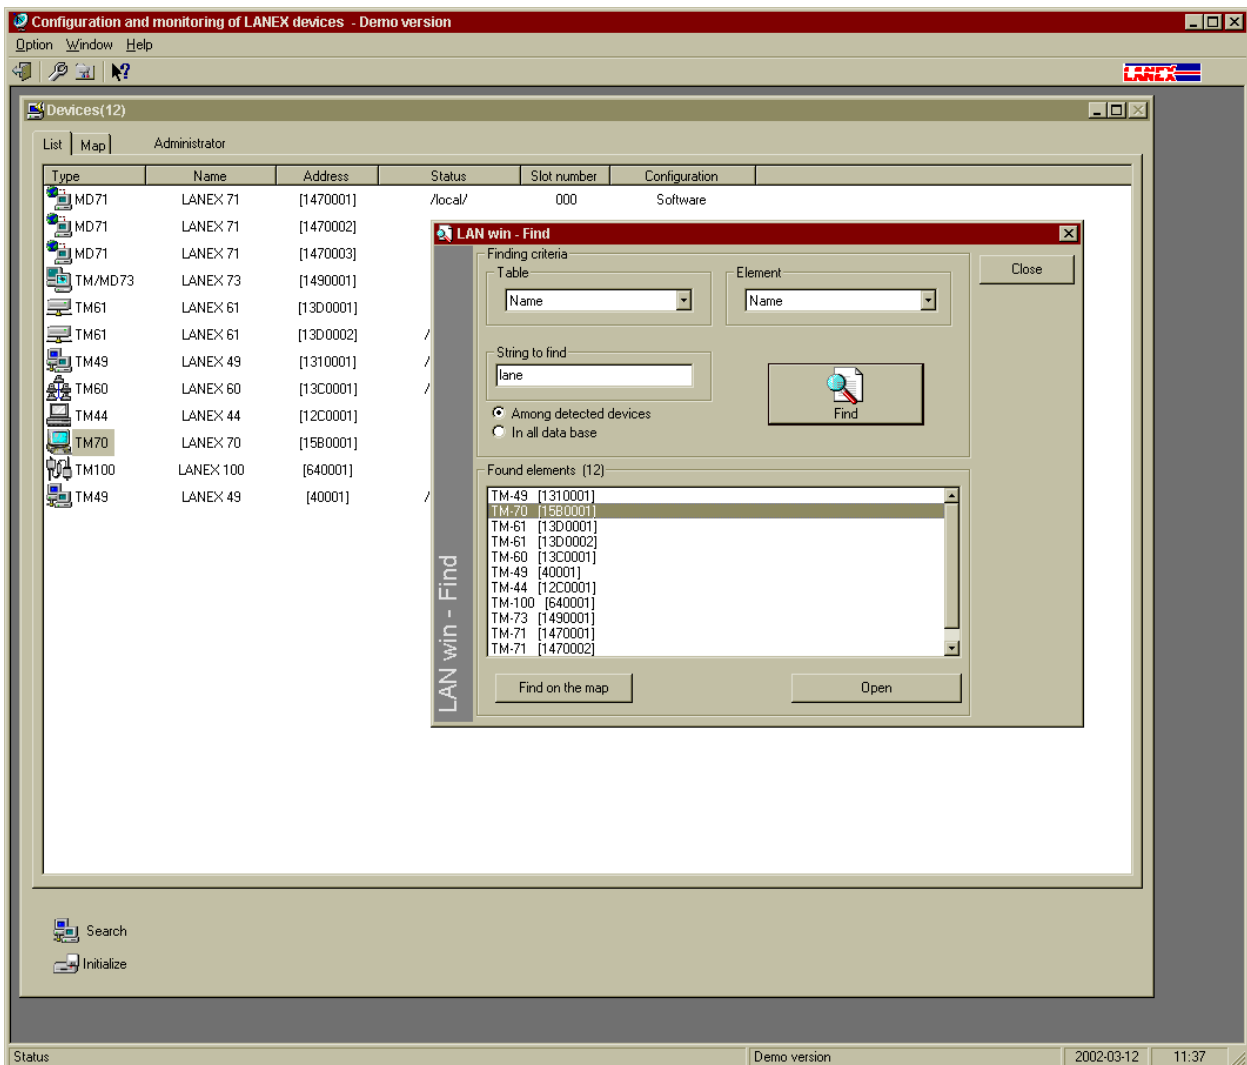 Configuration and monitoring of LANEX devices - Demo version
Option Window Help
LANEX
Devices(12)
List Map Administrator
Type Name Address Status Slot number Configuration
MD71 LANEX 71 [1470001] /local/ 000 Software
MD71 LANEX 71 [1470002]
MD71 LANEX 71 [1470003]
TM/MD73 LANEX 73 [1490001]
TM61 LANEX 61 [13D0001]
TM61 LANEX 61 [13D0002] /
TM49 LANEX 49 [1310001] /
TM60 LANEX 60 [13C0001] /
TM44 LANEX 44 [12C0001]
TM70 LANEX 70 [15B0001]
TM100 LANEX 100 [640001]
TM49 LANEX 49 [40001] /
LAN win - Find
Finding criteria
Table
Name
Element
Name
Close
String to find
lane
Among detected devices
In all data base
Find
Found elements (12)
TM-49 [1310001]
TM-70 [15B0001]
TM-61 [13D0001]
TM-61 [13D0002]
TM-60 [13C0001]
TM-49 [40001]
TM-44 [12C0001]
TM-100 [640001]
TM-73 [1490001]
TM-71 [1470001]
TM-71 [1470002]
Find on the map
Open
LAN win - Find
Search
Initialize
Status Demo version 2002-03-12 11:37